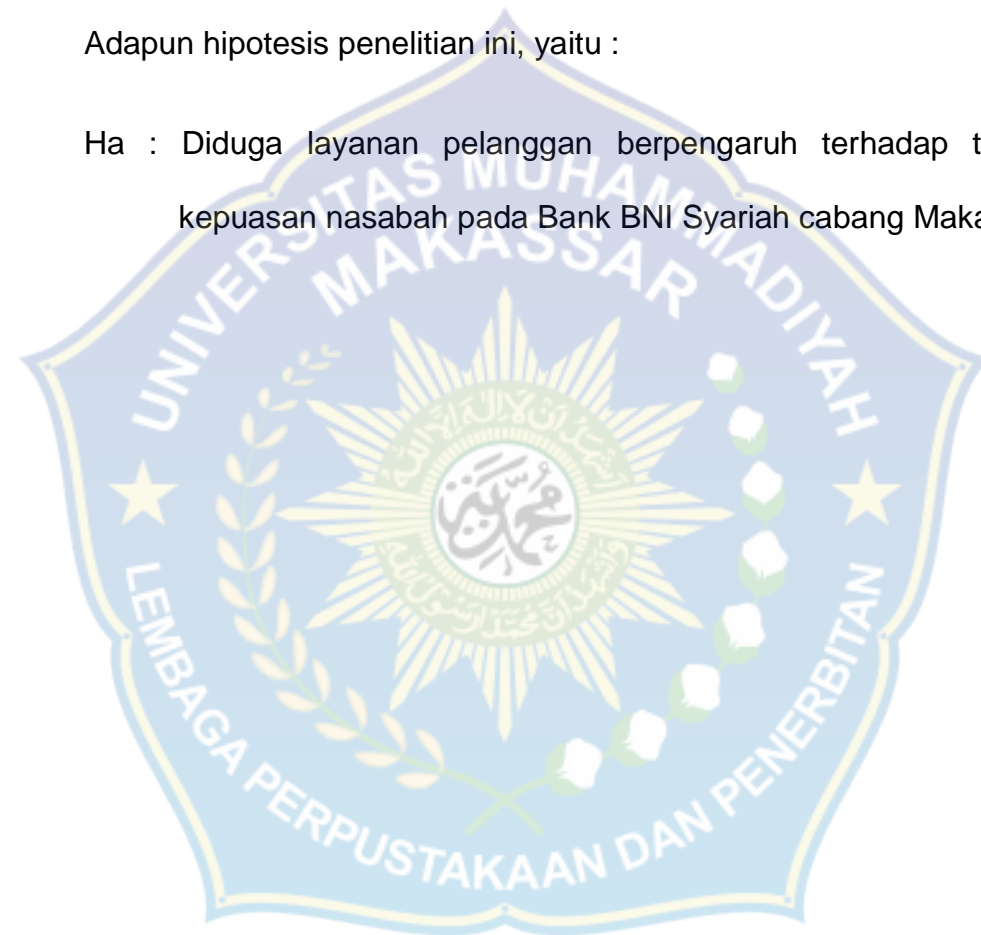 Adapun hipotesis penelitian ini, yaitu :
Ha : Diduga layanan pelanggan berpengaruh terhadap t
kepuasan nasabah pada Bank BNI Syariah cabang Maka
UNIVERSITAS MUHAMMADIYAH
MAKASSAR
LEMBAGA PERPUSTAKAAN DAN PENERBITAN